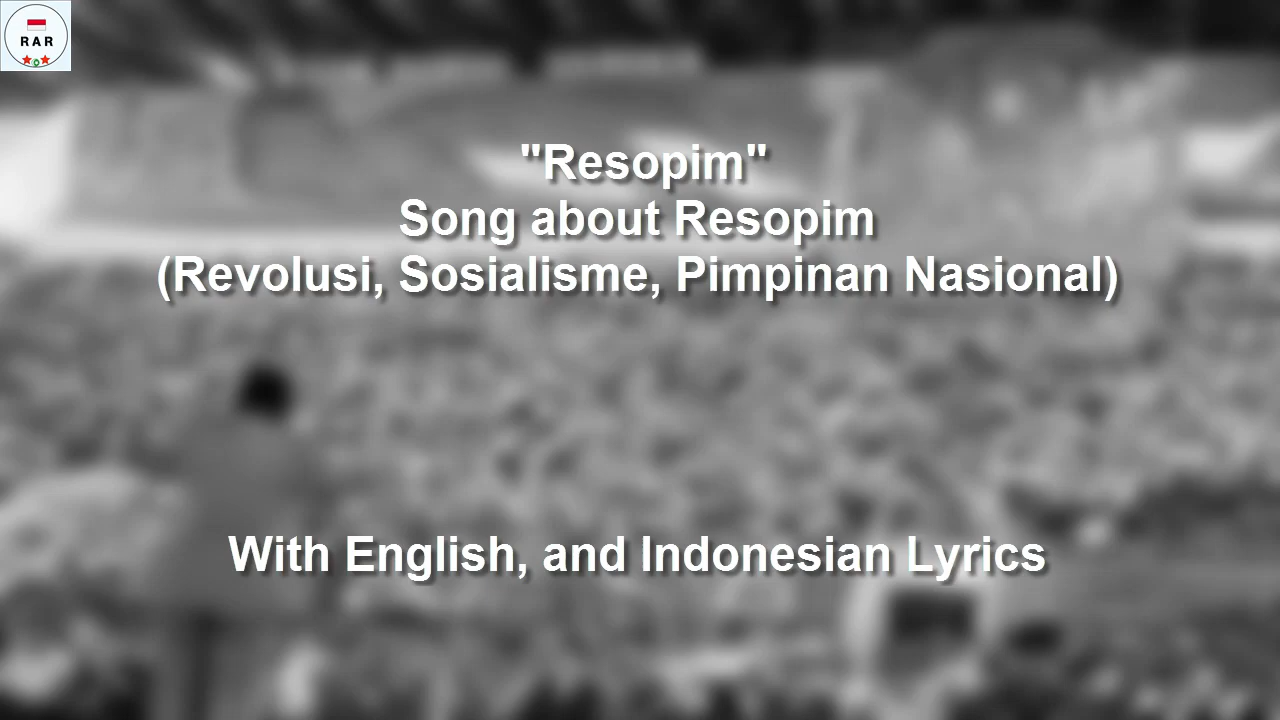 RAR
"Resopim"
Song about Resopim
(Revolusi, Sosialisme, Pimpinan Nasional)
With English, and Indonesian Lyrics